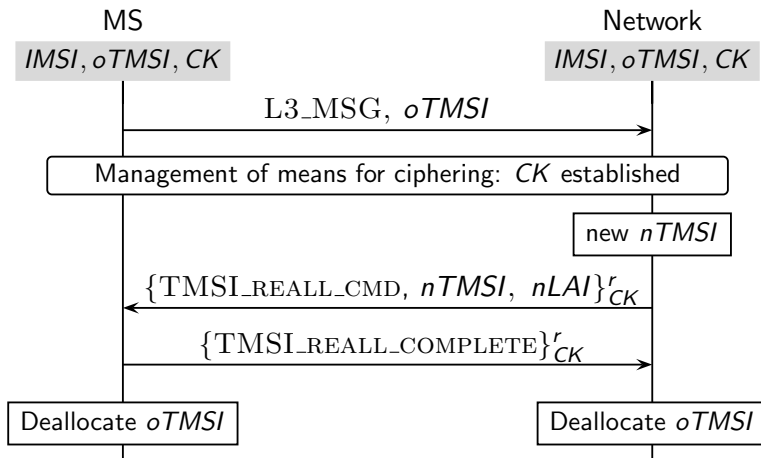 MS Network
IMSI, oTMSI, CK IMSI, oTMSI, CK
L3_MSG, oTMSI
Management of means for ciphering: CK established
new nTMSI
{TMSI_REALL_CMD, nTMSI, nLAI}^r_CK
{TMSI_REALL_COMPLETE}^r_CK
Deallocate oTMSI Deallocate oTMSI